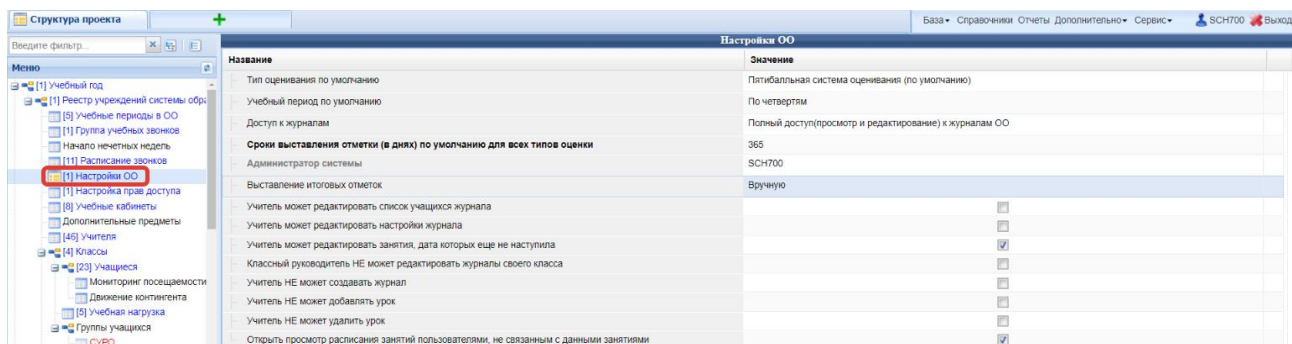 Структура проекта
База Справочники Отчеты Дополнительно Сервис SCH700 Выход
Введите фильтр...
Настройки ОО
Меню
Название Значение
[1] Учебный год
[1] Реестр учреждений системы обра
[5] Учебные периоды в ОО
[1] Группа учебных звонков
Начало нечетных недель
[11] Расписание звонков
[1] Настройки ОО
[1] Настройка прав доступа
[8] Учебные кабинеты
Дополнительные предметы
[46] Учителя
[4] Классы
[23] Учащиеся
Мониторинг посещаемости
Движение контингента
[5] Учебная нагрузка
Группы учащихся
СУРО
Тип оценивания по умолчанию Пятибалльная система оценивания (по умолчанию)
Учебный период по умолчанию По четвертям
Доступ к журналам Полный доступ(просмотр и редактирование) к журналам ОО
Сроки выставления отметки (в днях) по умолчанию для всех типов оценки 365
Администратор системы SCH700
Выставление итоговых отметок Вручную
Учитель может редактировать список учащихся журнала
Учитель может редактировать настройки журнала
Учитель может редактировать занятия, дата которых еще не наступила
Классный руководитель НЕ может редактировать журналы своего класса
Учитель НЕ может создавать журнал
Учитель НЕ может добавлять урок
Учитель НЕ может удалить урок
Открыть просмотр расписания занятий пользователями, не связанным с данными занятиями